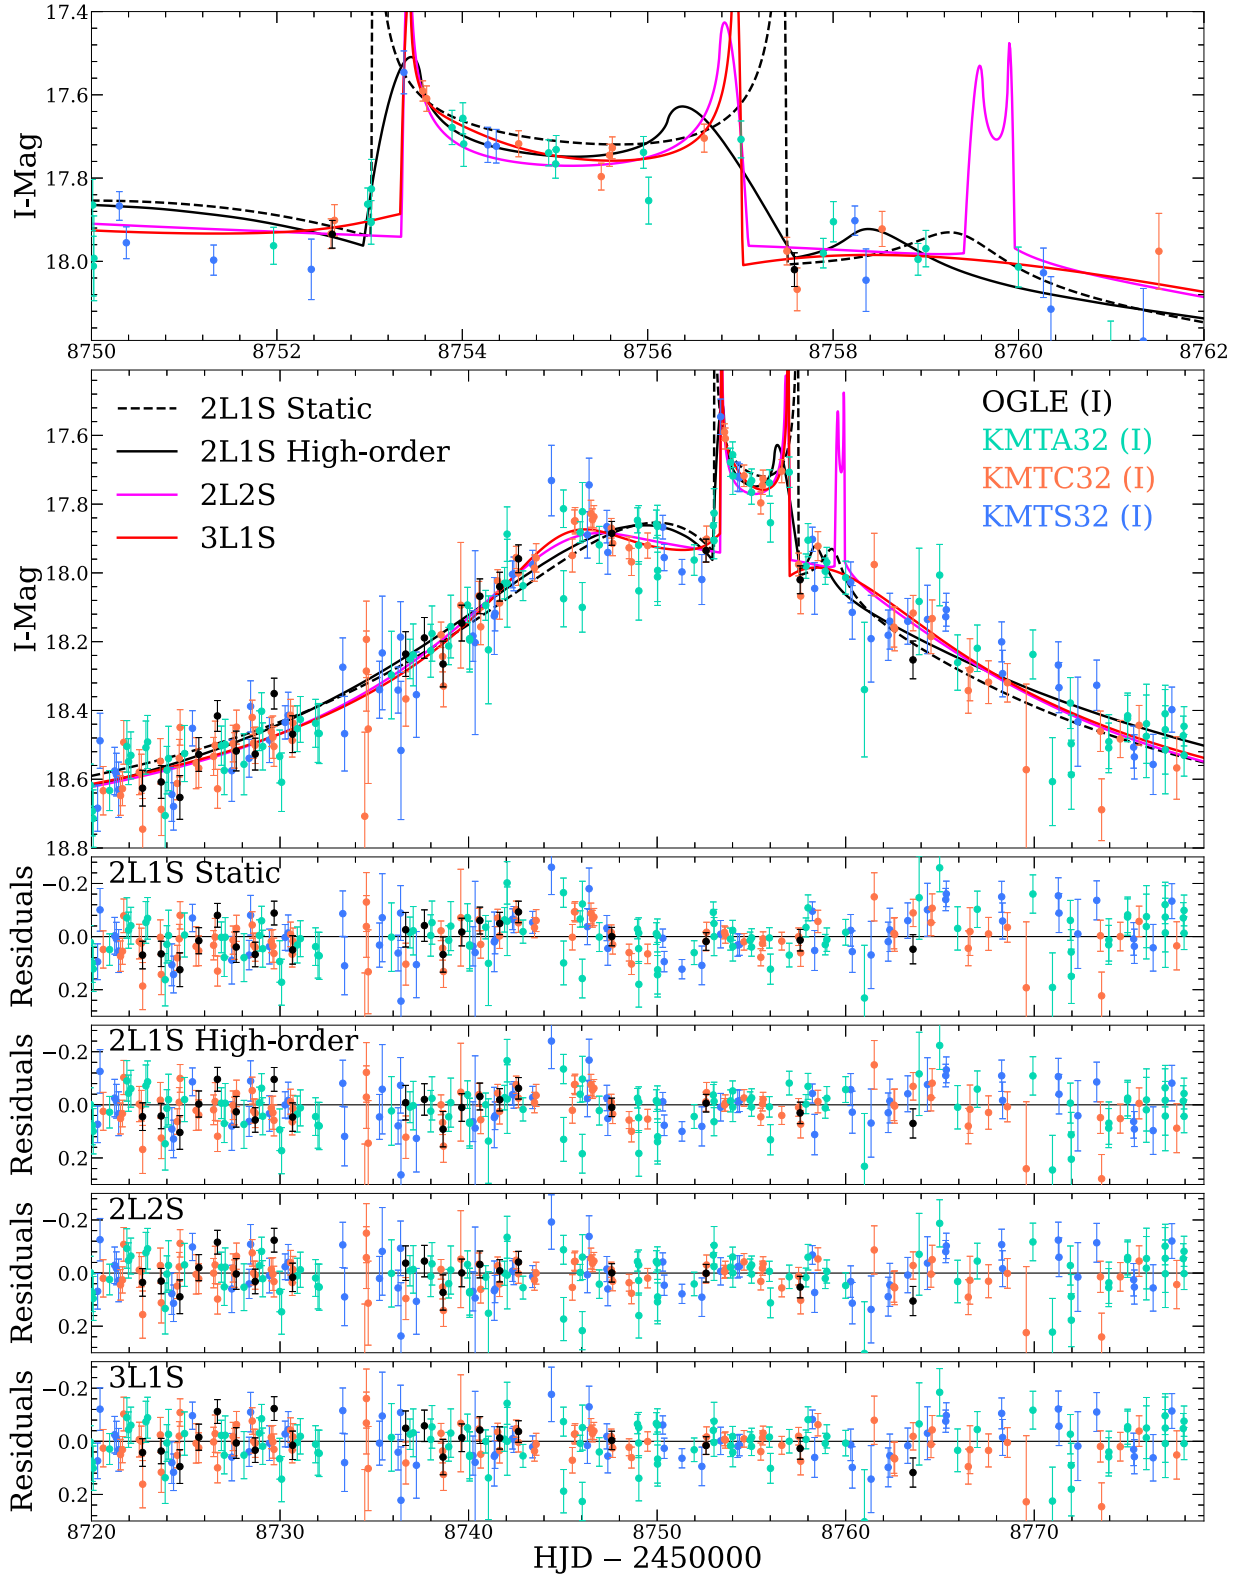 17.4
17.6
17.8
18.0
I-Mag
8750 8752 8754 8756 8758 8760 8762
2L1S Static
2L1S High-order
2L2S
3L1S
OGLE (I)
KMTA32 (I)
KMTC32 (I)
KMTS32 (I)
17.6
17.8
18.0
18.2
18.4
18.6
18.8
I-Mag
2L1S Static
−0.2
0.0
0.2
Residuals
2L1S High-order
−0.2
0.0
0.2
Residuals
2L2S
−0.2
0.0
0.2
Residuals
3L1S
−0.2
0.0
0.2
Residuals
8720 8730 8740 8750 8760 8770
HJD − 2450000